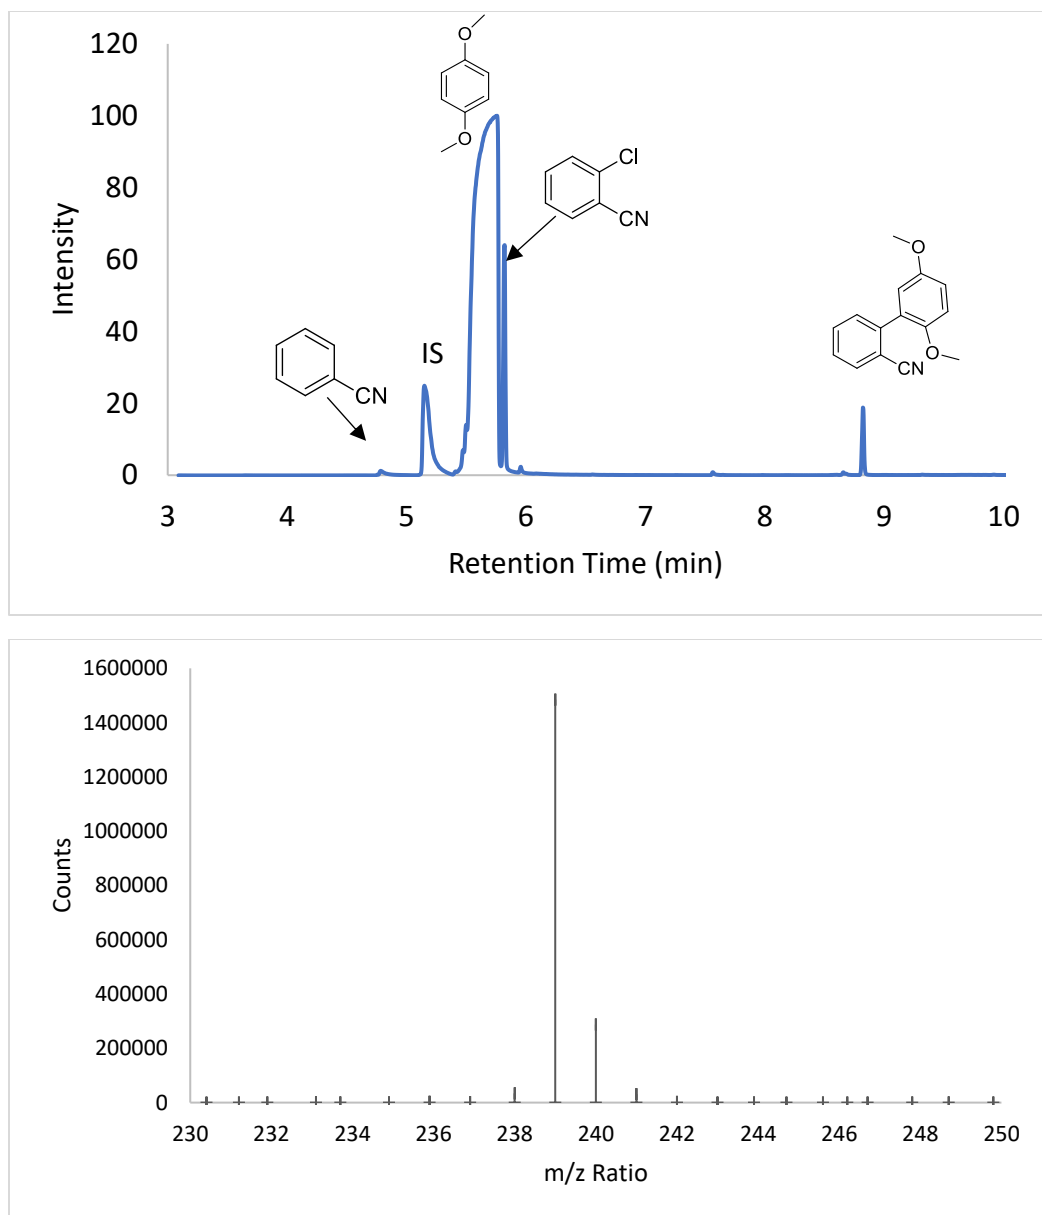 120
100
80
60
40
20
0
Intensity
O
O
Cl
CN
IS
CN
O
O
CN
3 4 5 6 7 8 9 10
Retention Time (min)
1600000
1400000
1200000
1000000
800000
600000
400000
200000
0
Counts
230 232 234 236 238 240 242 244 246 248 250
m/z Ratio